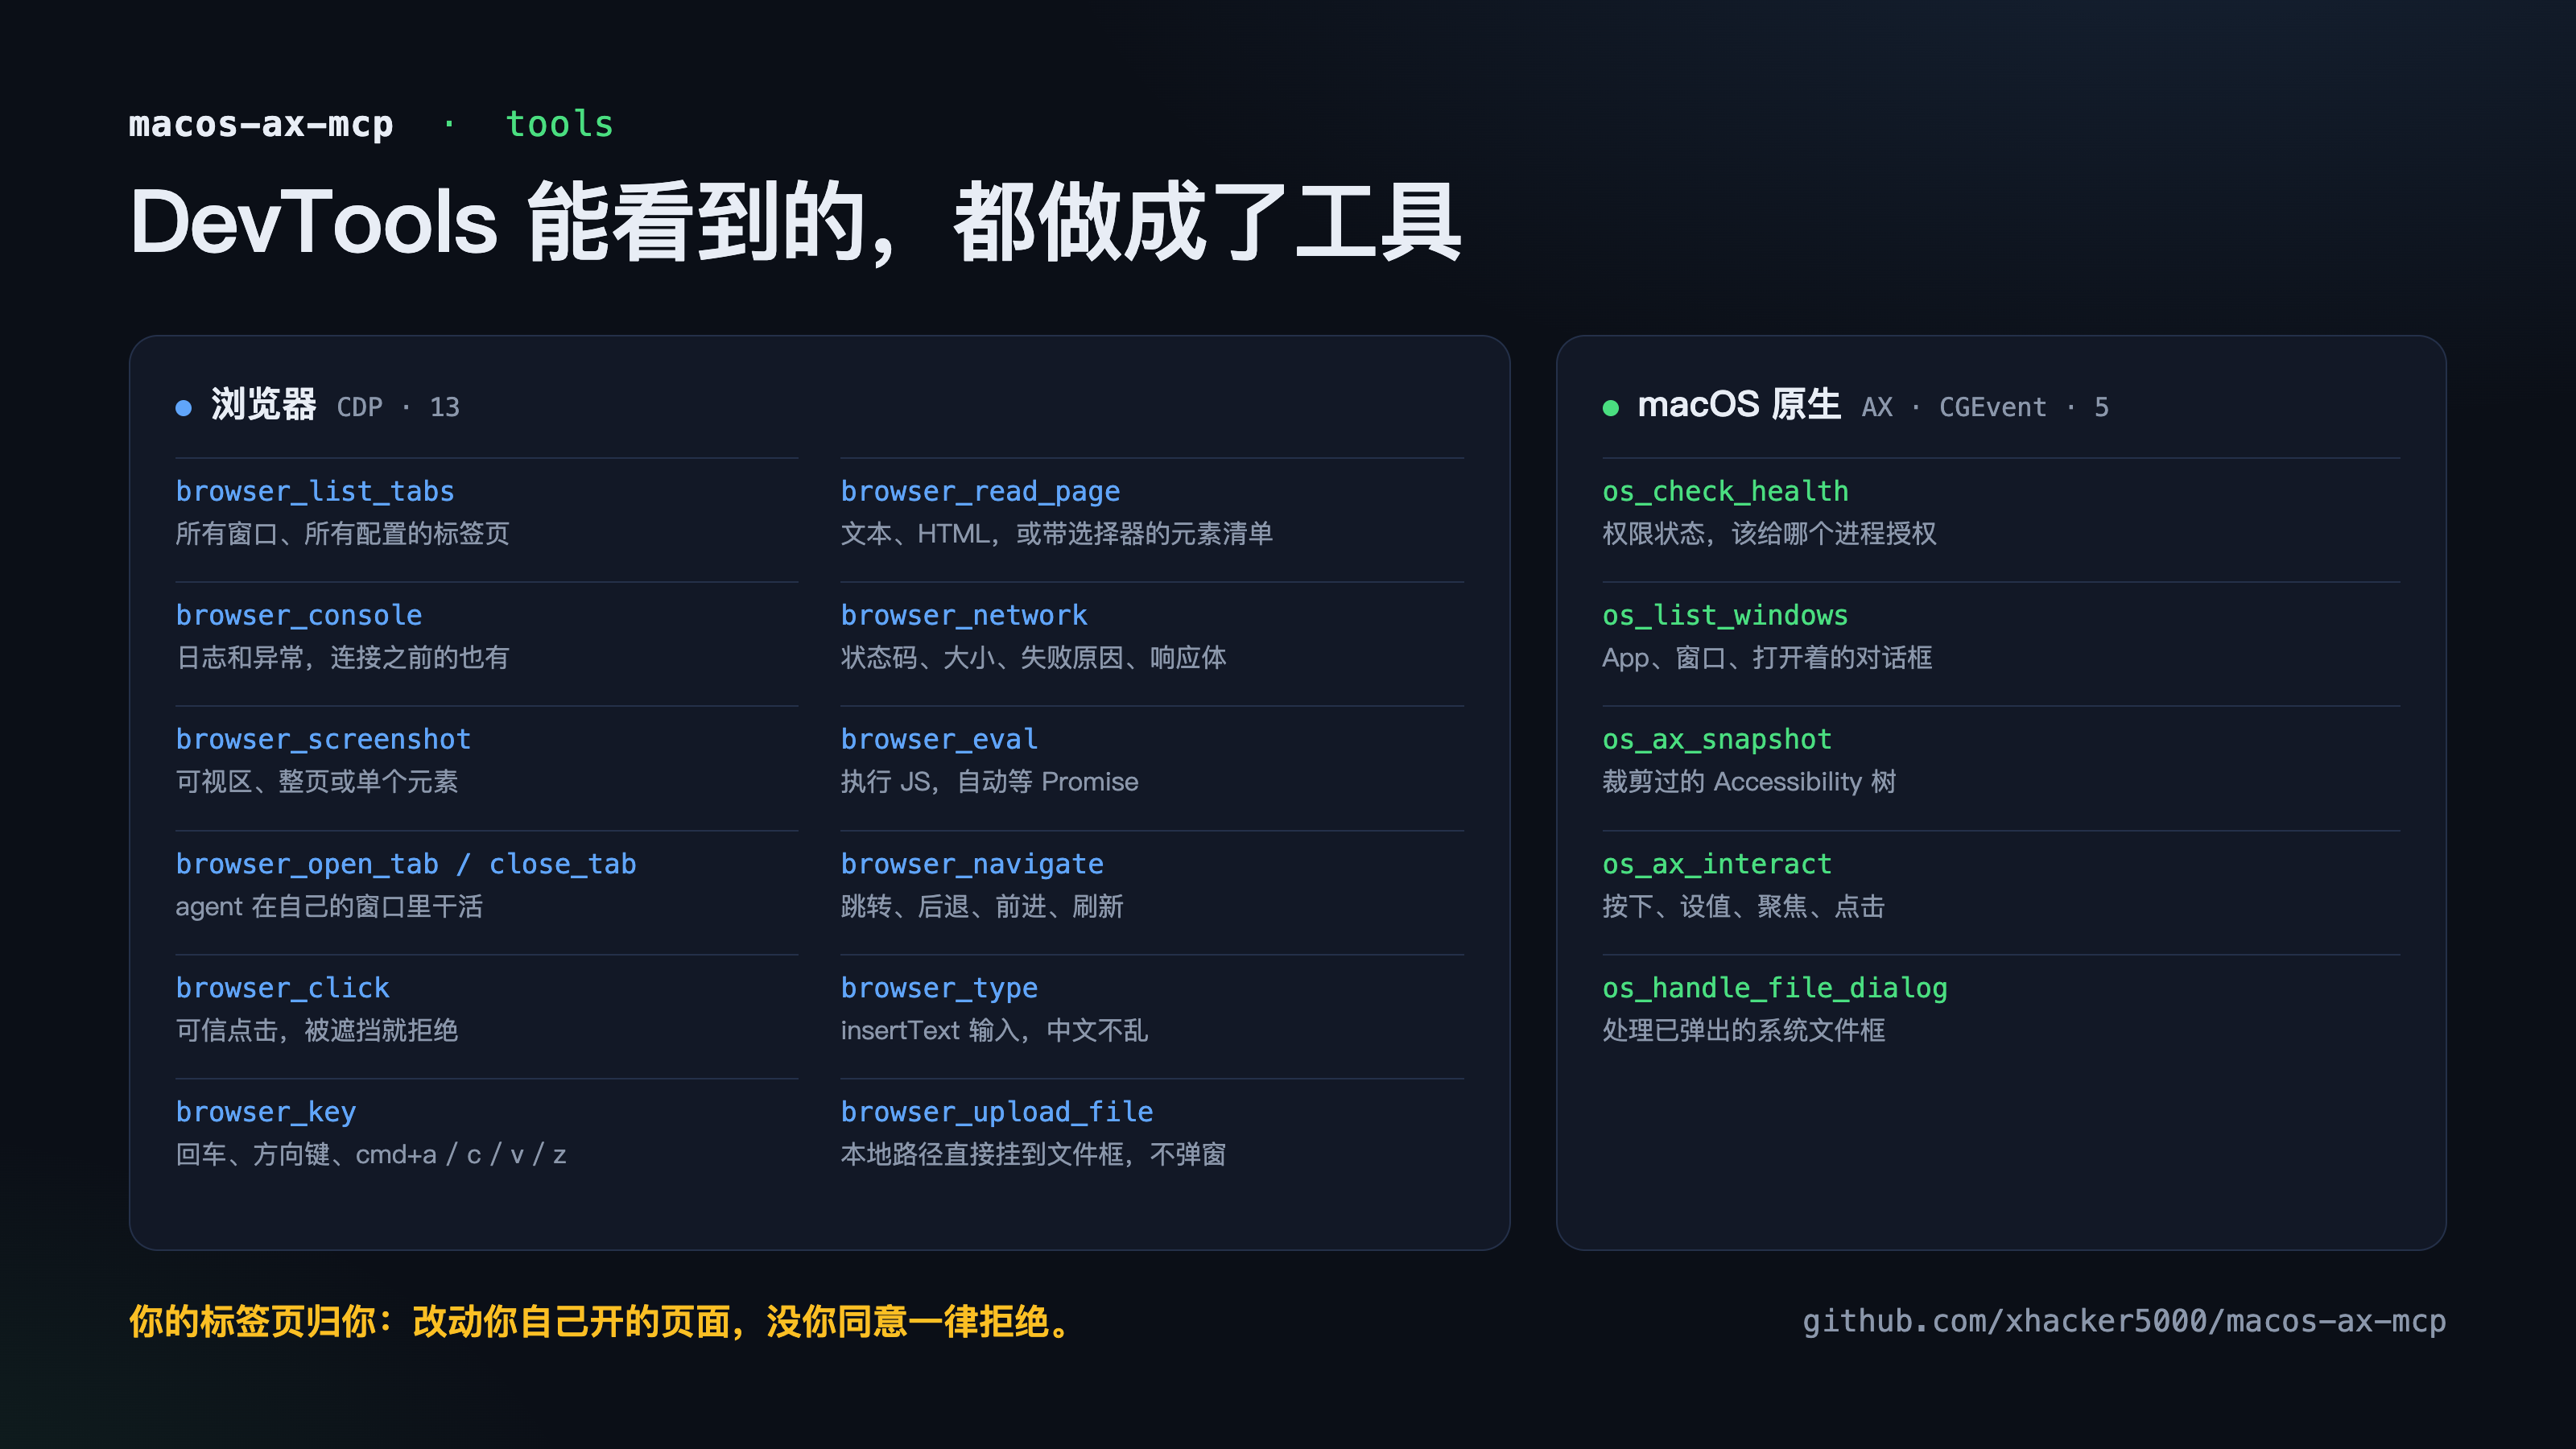 macos-ax-mcp · tools
DevTools 能看到的，都做成了工具
浏览器 CDP · 13
browser_list_tabs
所有窗口、所有配置的标签页
browser_read_page
文本、HTML，或带选择器的元素清单
browser_console
日志和异常，连接之前的也有
browser_network
状态码、大小、失败原因、响应体
browser_screenshot
可视区、整页或单个元素
browser_eval
执行 JS，自动等 Promise
browser_open_tab / close_tab
agent 在自己的窗口里干活
browser_navigate
跳转、后退、前进、刷新
browser_click
可信点击，被遮挡就拒绝
browser_type
insertText 输入，中文不乱
browser_key
回车、方向键、cmd+a / c / v / z
browser_upload_file
本地路径直接挂到文件框，不弹窗
macOS 原生 AX · CGEvent · 5
os_check_health
权限状态，该给哪个进程授权
os_list_windows
App、窗口、打开着的对话框
os_ax_snapshot
裁剪过的 Accessibility 树
os_ax_interact
按下、设值、聚焦、点击
os_handle_file_dialog
处理已弹出的系统文件框
你的标签页归你：改动你自己开的页面，没你同意一律拒绝。
github.com/xhacker5000/macos-ax-mcp